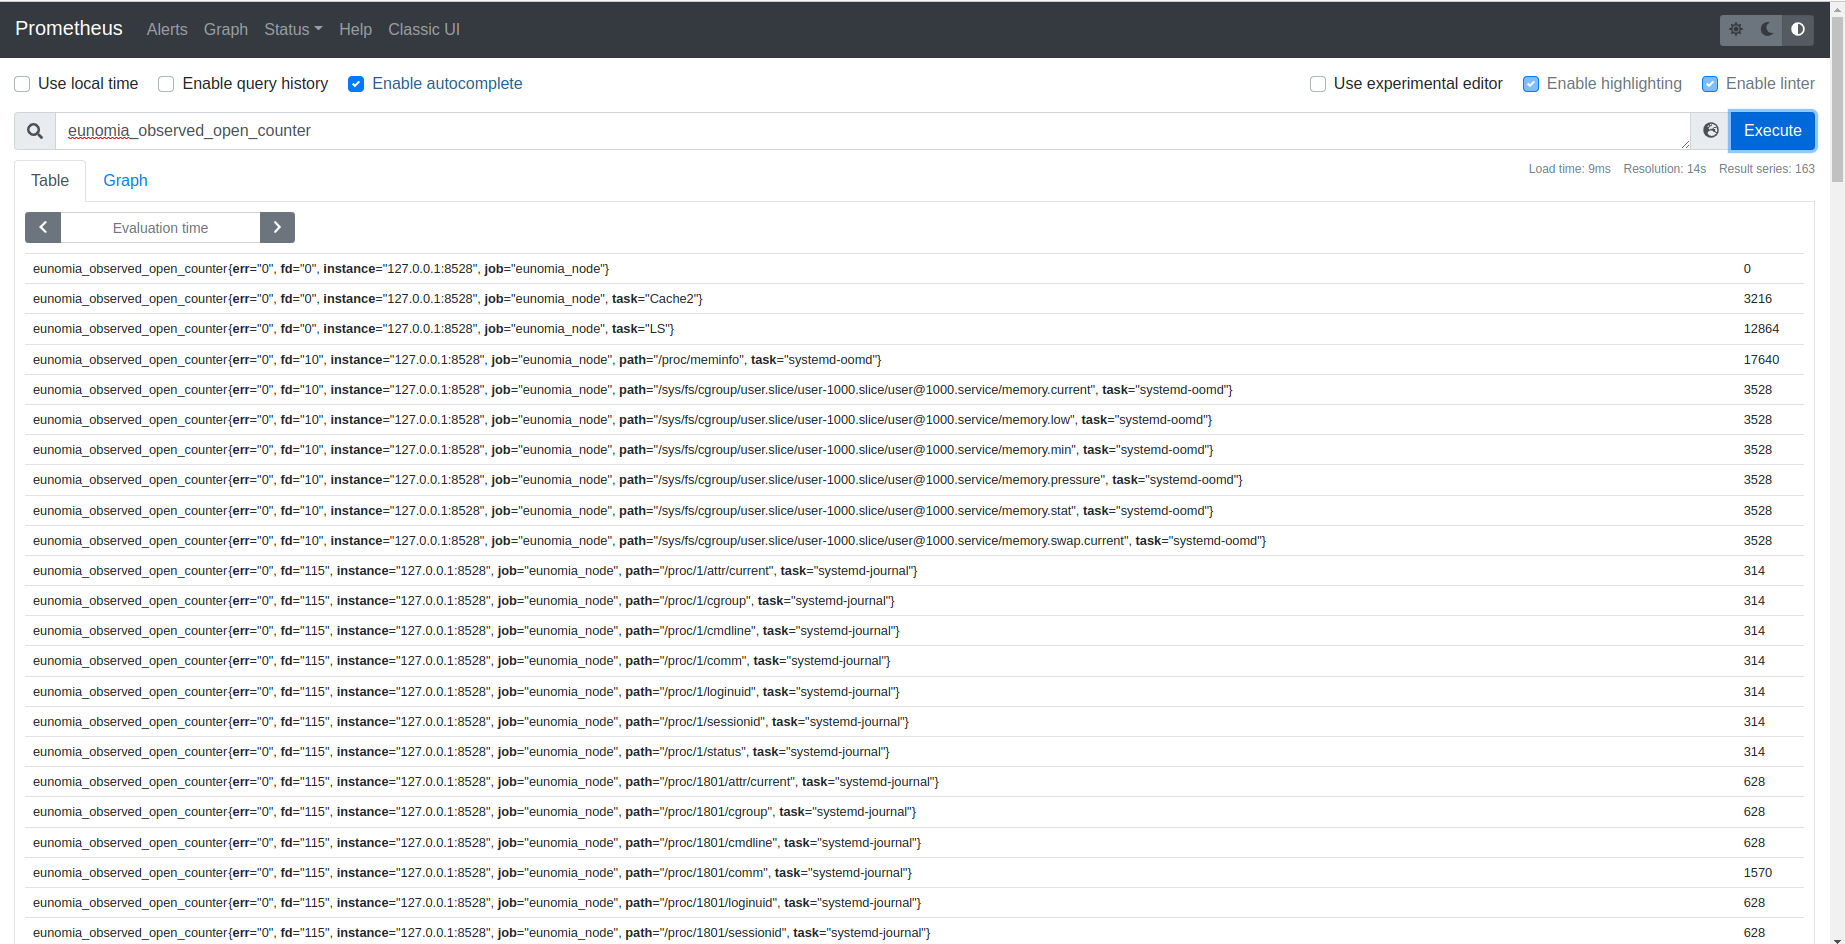 Prometheus Alerts Graph Status Help Classic UI
Use local time Enable query history Enable autocomplete Use experimental editor Enable highlighting Enable linter
eunomia_observed_open_counter Execute
Table Graph Load time: 9ms Resolution: 14s Result series: 163
Evaluation time
eunomia_observed_open_counter{err="0", fd="0", instance="127.0.0.1:8528", job="eunomia_node"} 0
eunomia_observed_open_counter{err="0", fd="0", instance="127.0.0.1:8528", job="eunomia_node", task="Cache2"} 3216
eunomia_observed_open_counter{err="0", fd="0", instance="127.0.0.1:8528", job="eunomia_node", task="LS"} 12864
eunomia_observed_open_counter{err="0", fd="10", instance="127.0.0.1:8528", job="eunomia_node", path="/proc/meminfo", task="systemd-oomd"} 17640
eunomia_observed_open_counter{err="0", fd="10", instance="127.0.0.1:8528", job="eunomia_node", path="/sys/fs/cgroup/user.slice/user-1000.slice/user@1000.service/memory.current", task="systemd-oomd"} 3528
eunomia_observed_open_counter{err="0", fd="10", instance="127.0.0.1:8528", job="eunomia_node", path="/sys/fs/cgroup/user.slice/user-1000.slice/user@1000.service/memory.low", task="systemd-oomd"} 3528
eunomia_observed_open_counter{err="0", fd="10", instance="127.0.0.1:8528", job="eunomia_node", path="/sys/fs/cgroup/user.slice/user-1000.slice/user@1000.service/memory.min", task="systemd-oomd"} 3528
eunomia_observed_open_counter{err="0", fd="10", instance="127.0.0.1:8528", job="eunomia_node", path="/sys/fs/cgroup/user.slice/user-1000.slice/user@1000.service/memory.pressure", task="systemd-oomd"} 3528
eunomia_observed_open_counter{err="0", fd="10", instance="127.0.0.1:8528", job="eunomia_node", path="/sys/fs/cgroup/user.slice/user-1000.slice/user@1000.service/memory.stat", task="systemd-oomd"} 3528
eunomia_observed_open_counter{err="0", fd="10", instance="127.0.0.1:8528", job="eunomia_node", path="/sys/fs/cgroup/user.slice/user-1000.slice/user@1000.service/memory.swap.current", task="systemd-oomd"} 3528
eunomia_observed_open_counter{err="0", fd="115", instance="127.0.0.1:8528", job="eunomia_node", path="/proc/1/attr/current", task="systemd-journal"} 314
eunomia_observed_open_counter{err="0", fd="115", instance="127.0.0.1:8528", job="eunomia_node", path="/proc/1/cgroup", task="systemd-journal"} 314
eunomia_observed_open_counter{err="0", fd="115", instance="127.0.0.1:8528", job="eunomia_node", path="/proc/1/cmdline", task="systemd-journal"} 314
eunomia_observed_open_counter{err="0", fd="115", instance="127.0.0.1:8528", job="eunomia_node", path="/proc/1/comm", task="systemd-journal"} 314
eunomia_observed_open_counter{err="0", fd="115", instance="127.0.0.1:8528", job="eunomia_node", path="/proc/1/loginuid", task="systemd-journal"} 314
eunomia_observed_open_counter{err="0", fd="115", instance="127.0.0.1:8528", job="eunomia_node", path="/proc/1/sessionid", task="systemd-journal"} 314
eunomia_observed_open_counter{err="0", fd="115", instance="127.0.0.1:8528", job="eunomia_node", path="/proc/1/status", task="systemd-journal"} 314
eunomia_observed_open_counter{err="0", fd="115", instance="127.0.0.1:8528", job="eunomia_node", path="/proc/1801/attr/current", task="systemd-journal"} 628
eunomia_observed_open_counter{err="0", fd="115", instance="127.0.0.1:8528", job="eunomia_node", path="/proc/1801/cgroup", task="systemd-journal"} 628
eunomia_observed_open_counter{err="0", fd="115", instance="127.0.0.1:8528", job="eunomia_node", path="/proc/1801/cmdline", task="systemd-journal"} 628
eunomia_observed_open_counter{err="0", fd="115", instance="127.0.0.1:8528", job="eunomia_node", path="/proc/1801/comm", task="systemd-journal"} 1570
eunomia_observed_open_counter{err="0", fd="115", instance="127.0.0.1:8528", job="eunomia_node", path="/proc/1801/loginuid", task="systemd-journal"} 628
eunomia_observed_open_counter{err="0", fd="115", instance="127.0.0.1:8528", job="eunomia_node", path="/proc/1801/sessionid", task="systemd-journal"} 628